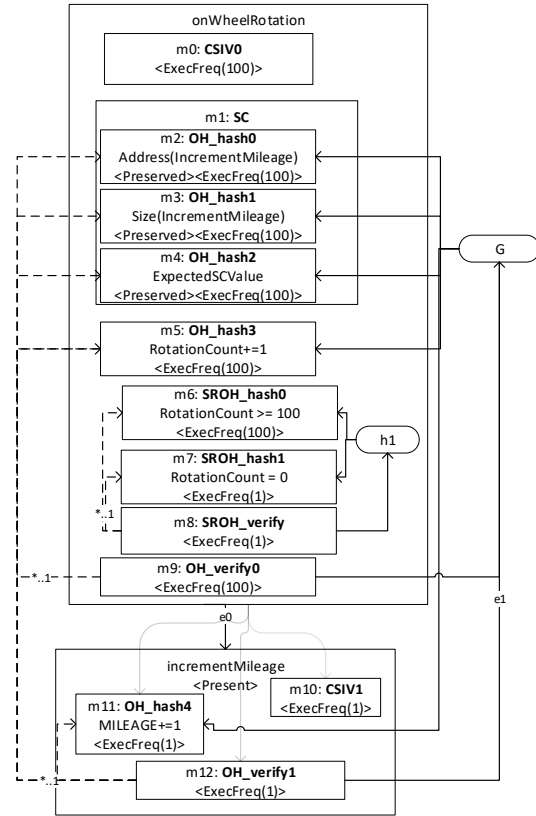 onWheelRotation
m0: CSIV0
<ExecFreq(100)>
m1: SC
m2: OH_hash0
Address(IncrementMileage)
<Preserved><ExecFreq(100)>
m3: OH_hash1
Size(IncrementMileage)
<Preserved><ExecFreq(100)>
m4: OH_hash2
ExpectedSCValue
<Preserved><ExecFreq(100)>
G
m5: OH_hash3
RotationCount+=1
<ExecFreq(100)>
m6: SROH_hash0
RotationCount >= 100
<ExecFreq(100)>
h1
m7: SROH_hash1
RotationCount = 0
<ExecFreq(1)>
*..1
m8: SROH_verify
<ExecFreq(1)>
*..1
m9: OH_verify0
<ExecFreq(100)>
e1
e0
incrementMileage
<Present>
m10: CSIV1
<ExecFreq(1)>
m11: OH_hash4
MILEAGE+=1
<ExecFreq(1)>
*..1
m12: OH_verify1
<ExecFreq(1)>